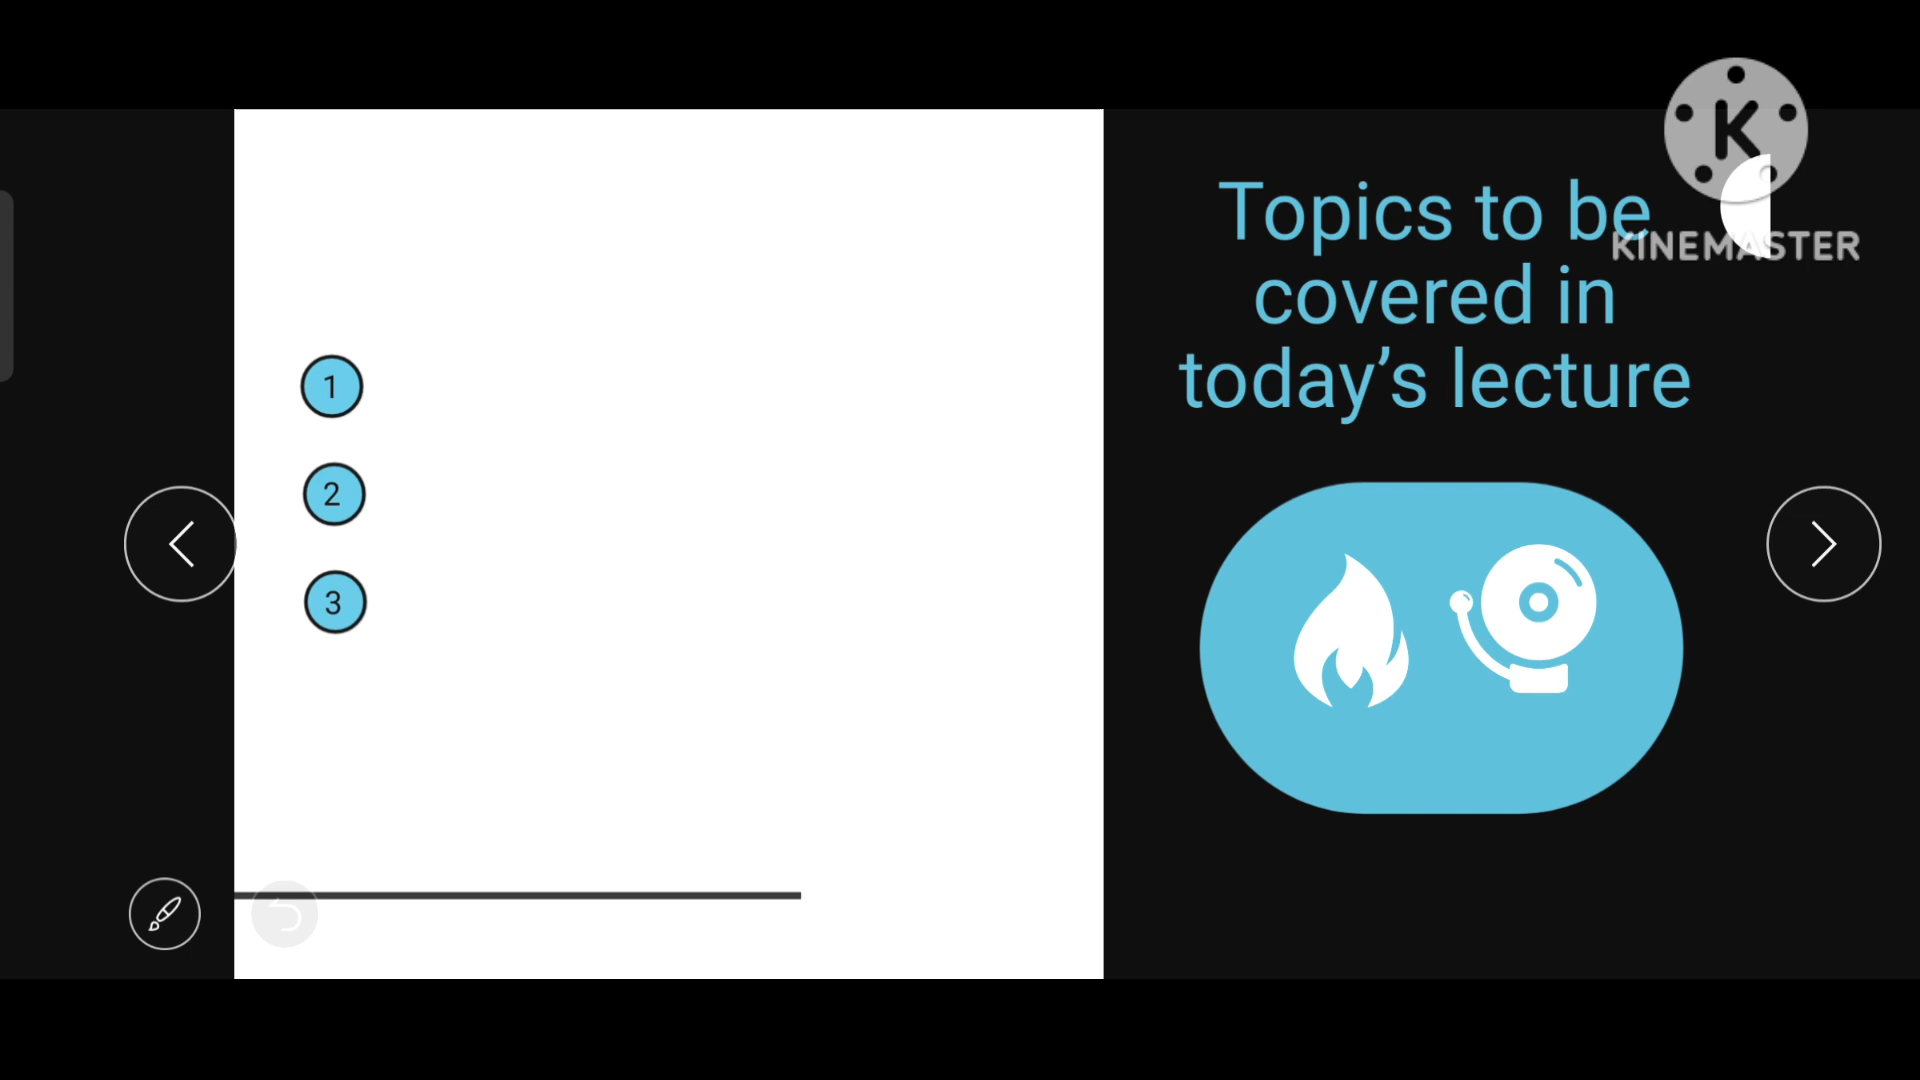 1
2
3
Topics to be
covered in
today’s lecture
K
KINEMASTER